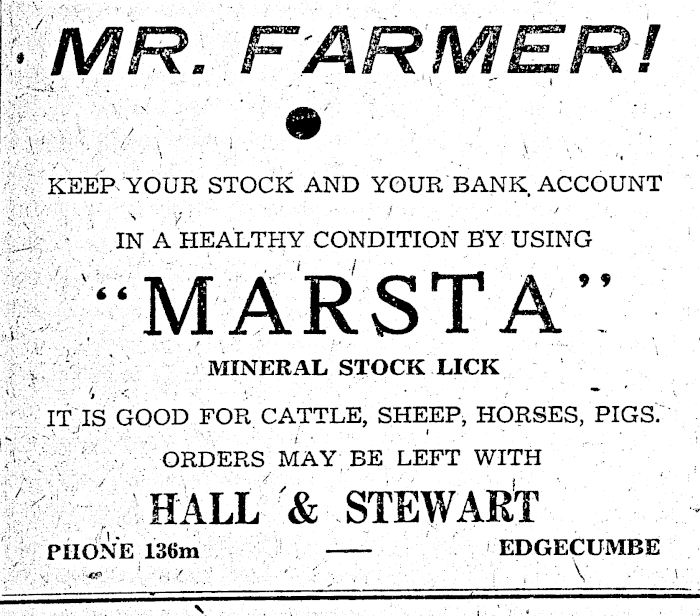 MR. FARMER!
KEEP YOUR STOCK AND YOUR BANK ACCOUNT
IN A HEALTHY CONDITION BY USING
"MARSTA"
MINERAL STOCK LICK
IT IS GOOD FOR CATTLE, SHEEP, HORSES, PIGS.
ORDERS MAY BE LEFT WITH
HALL & STEWART
PHONE 136m — EDGECUMBE